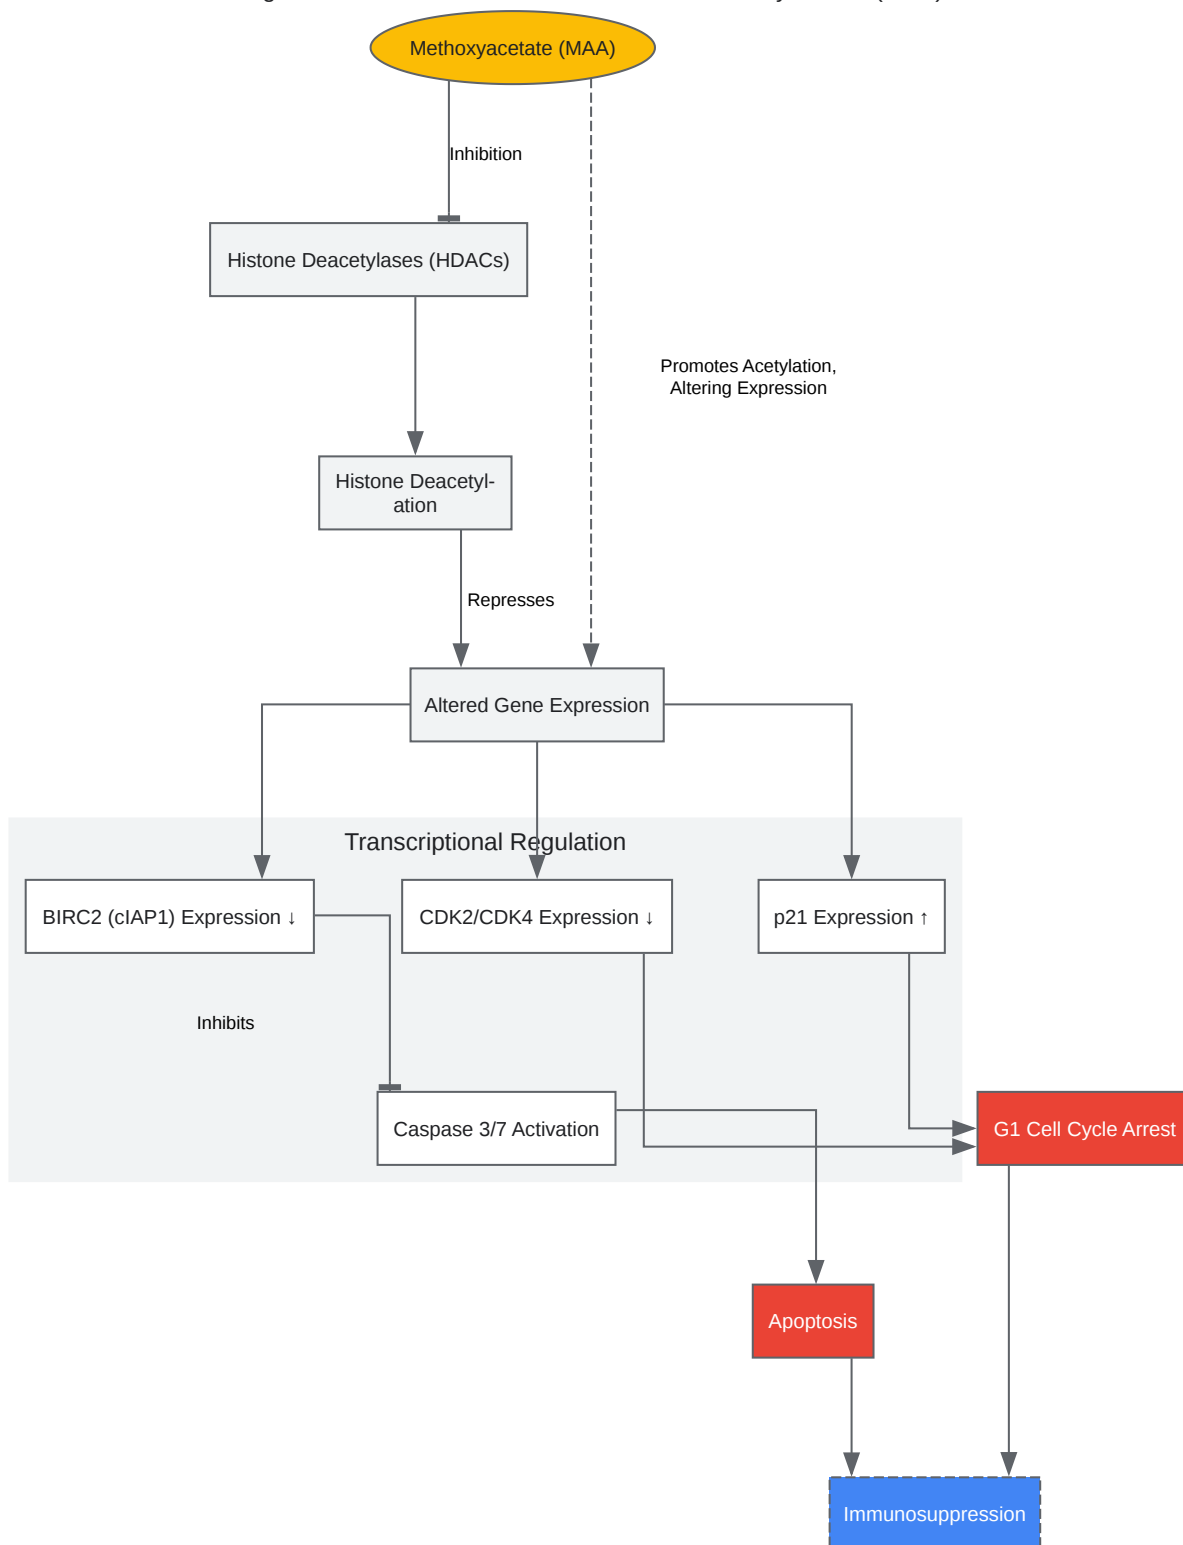 Methoxyacetate (MAA)
Inhibition
Histone Deacetylases (HDACs)
Promotes Acetylation,
Altering Expression
Histone Deacetyl-
ation
Represses
Altered Gene Expression
Transcriptional Regulation
BIRC2 (cIAP1) Expression ↓
CDK2/CDK4 Expression ↓
p21 Expression ↑
Inhibits
Caspase 3/7 Activation
G1 Cell Cycle Arrest
Apoptosis
Immunosuppression